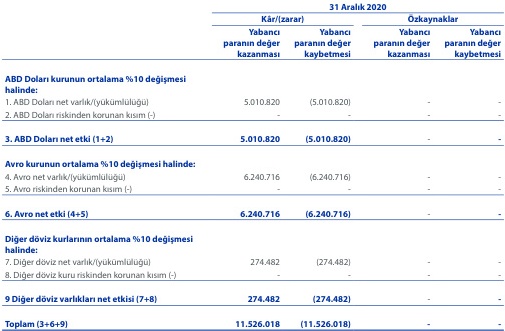 31 Aralık 2020
Kâr/(zarar) Özkaynaklar
Yabancı Yabancı Yabancı Yabancı
paranın değer paranın değer paranın değer paranın değer
kazanması kaybetmesi kazanması kaybetmesi
ABD Doları kurunun ortalama %10 değişmesi
halinde:
1. ABD Doları net varlık/(yükümlülüğü) 5.010.820 (5.010.820) - -
2. ABD Doları riskinden korunan kısım (-) - - - -
3. ABD Doları net etki (1+2) 5.010.820 (5.010.820) - -
Avro kurunun ortalama %10 değişmesi halinde:
4. Avro net varlık/(yükümlülüğü) 6.240.716 (6.240.716) - -
5. Avro riskinden korunan kısım (-) - - - -
6. Avro net etki (4+5) 6.240.716 (6.240.716) - -
Diğer döviz kurlarının ortalama %10 değişmesi
halinde:
7. Diğer döviz net varlık/(yükümlülüğü) 274.482 (274.482) - -
8. Diğer döviz kuru riskinden korunan kısım (-) - - - -
9 Diğer döviz varlıkları net etkisi (7+8) 274.482 (274.482) - -
Toplam (3+6+9) 11.526.018 (11.526.018) - -